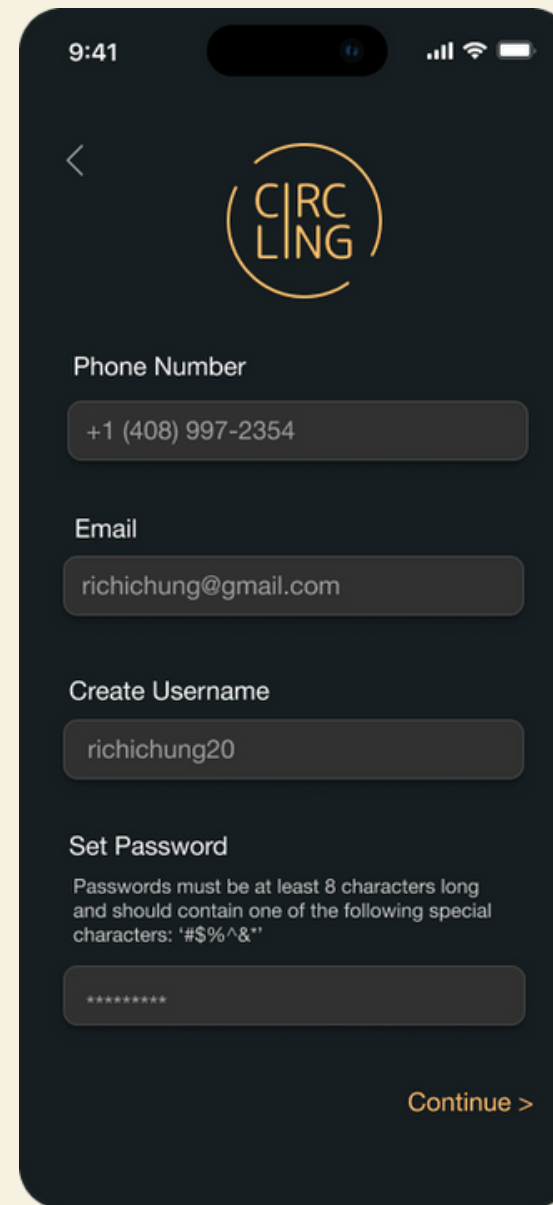 9:41
CIRC
LING
Phone Number
+1 (408) 997-2354
Email
richichung@gmail.com
Create Username
richichung20
Set Password
Passwords must be at least 8 characters long
and should contain one of the following special
characters: ‘#$%^&*’
*********
Continue >